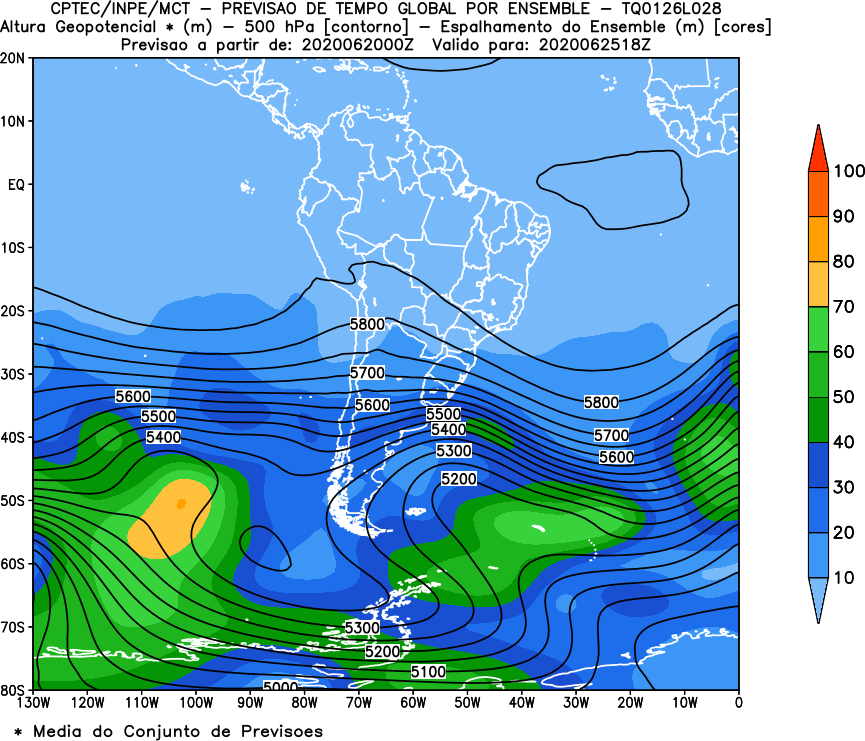 CPTEC/INPE/MCT – PREVISAO DE TEMPO GLOBAL POR ENSEMBLE – TQ0126L028
Altura Geopotencial * (m) – 500 hPa [contorno] – Espalhamento do Ensemble (m) [cores]
Previsao a partir de: 2020062000Z Valido para: 2020062518Z
20N
10N
EQ
10S
20S
30S
40S
50S
60S
70S
80S
5800
5700
5600
5800
5600
5500
5500
5700
5400
5400
5300
5600
5200
5300
5200
5100
5000
100
90
80
70
60
50
40
30
20
10
130W 120W 110W 100W 90W 80W 70W 60W 50W 40W 30W 20W 10W 0
* Media do Conjunto de Previsoes